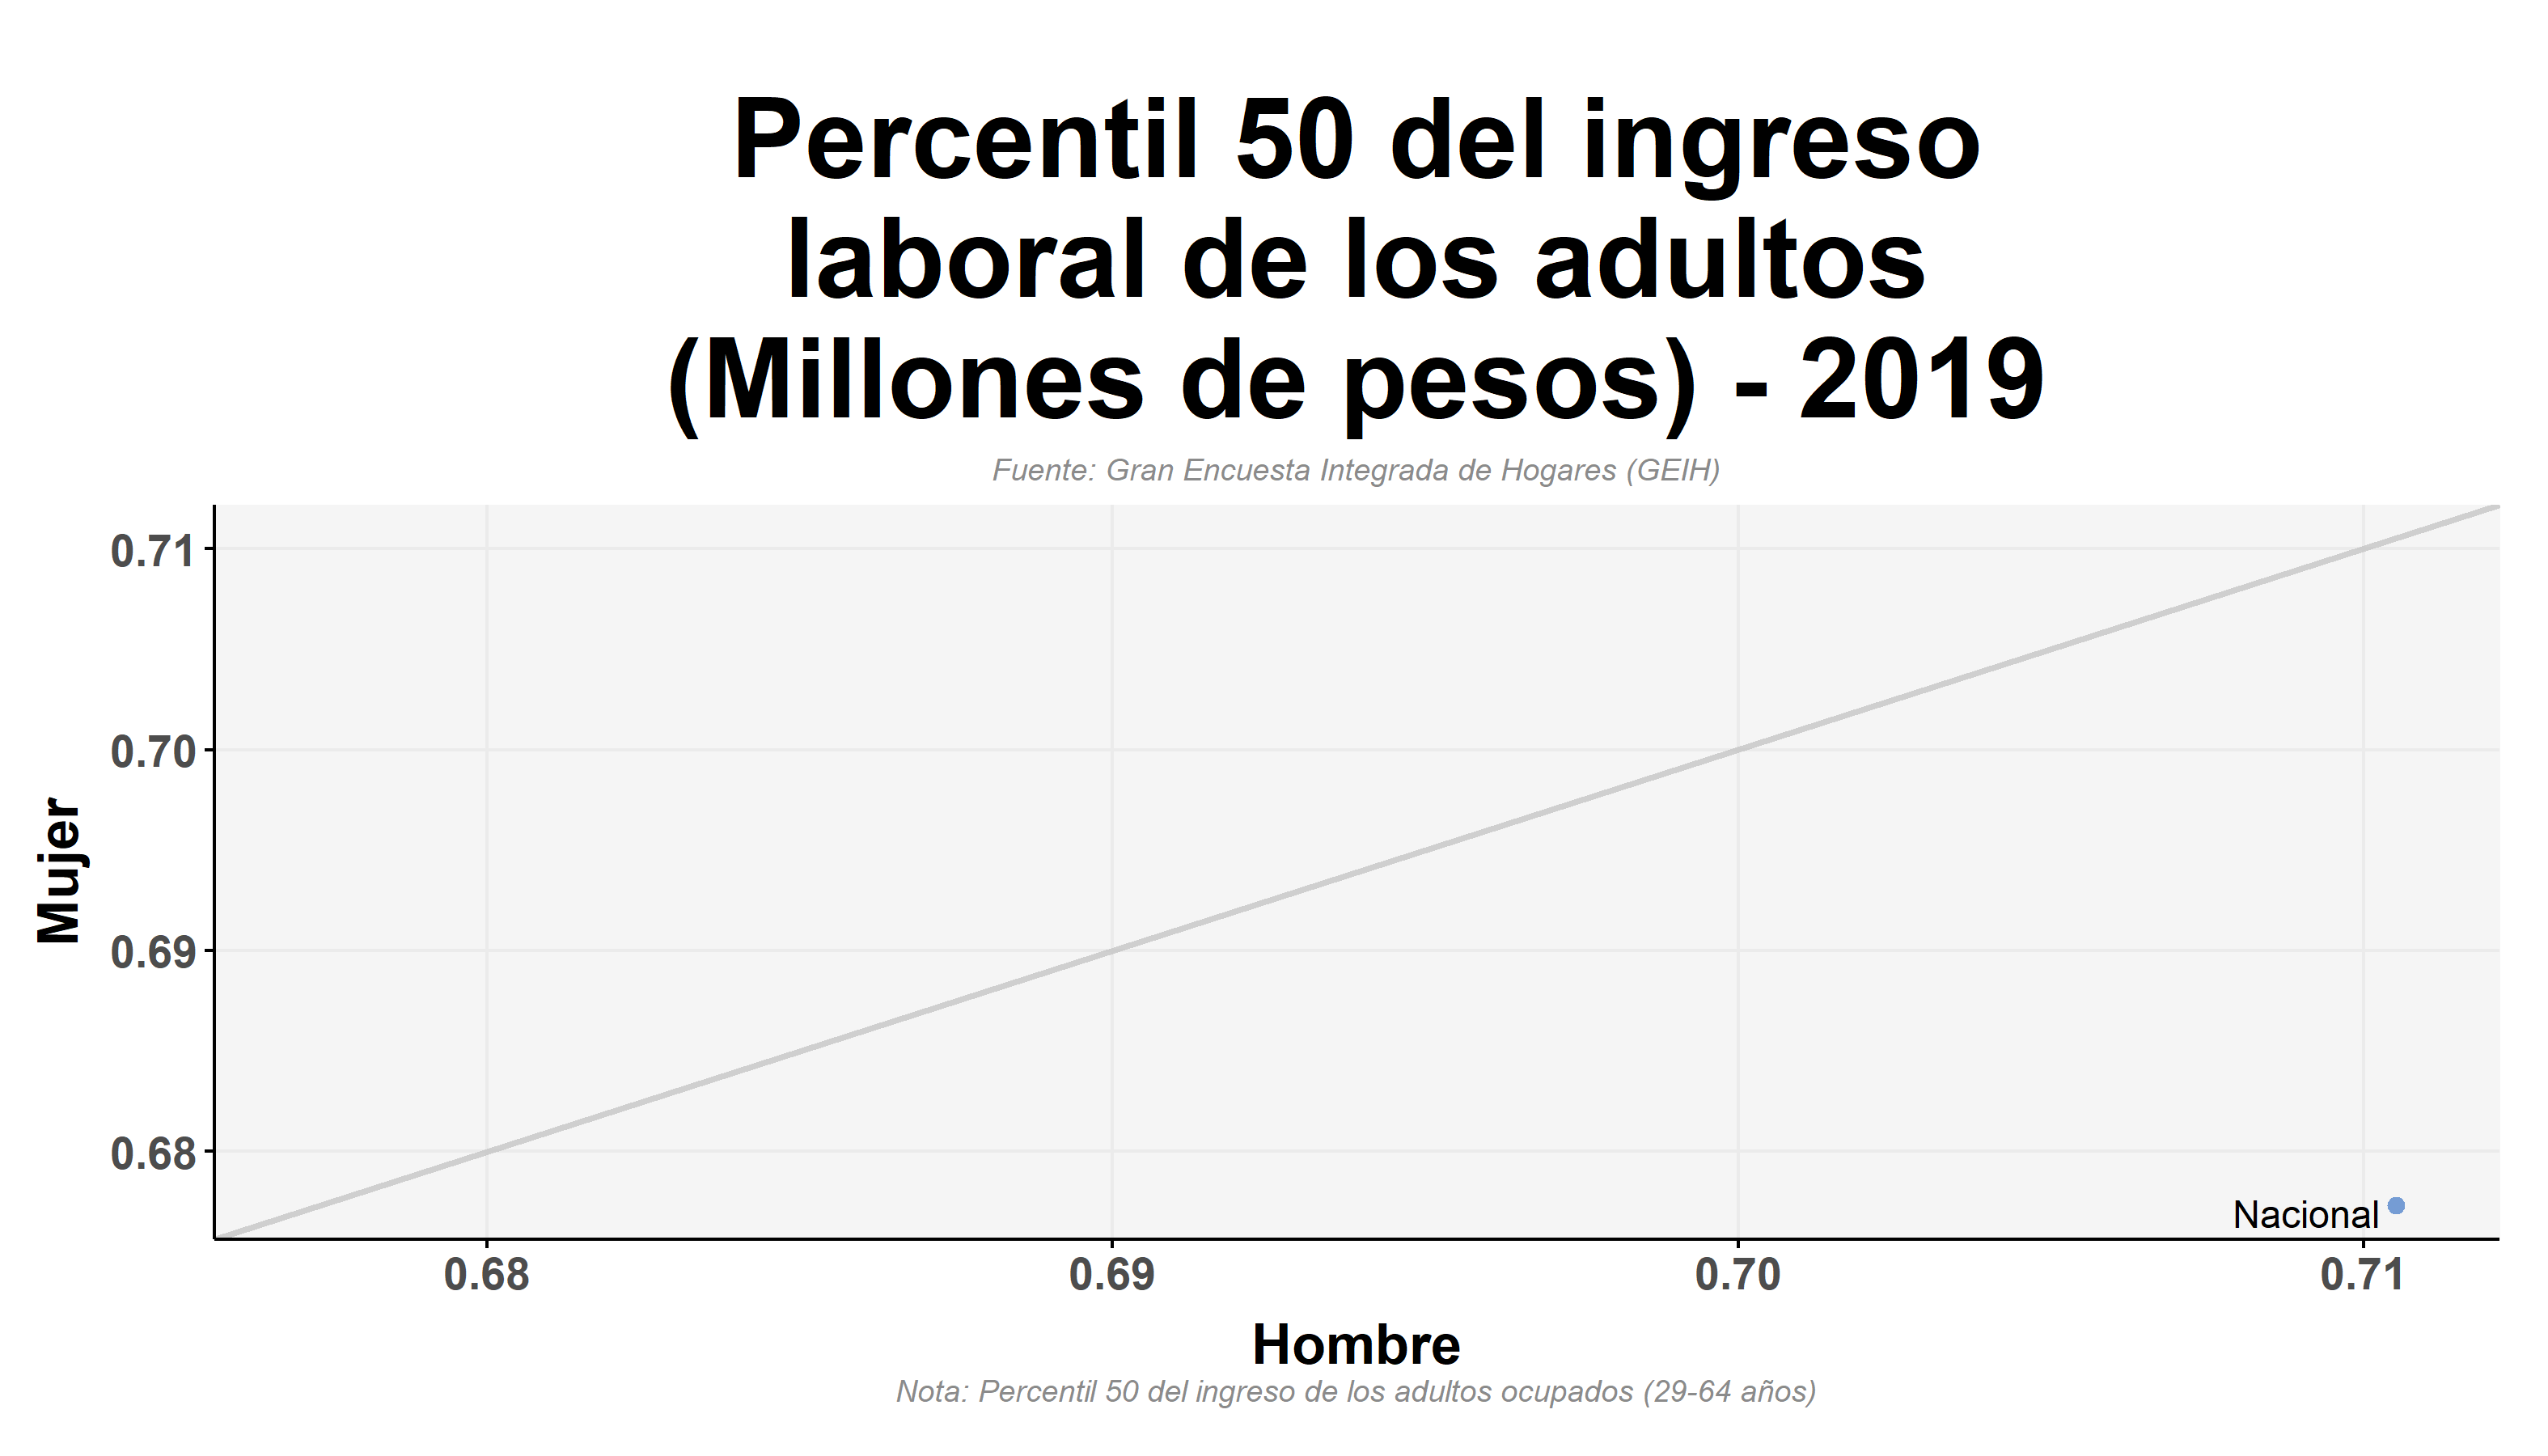 Percentil 50 del ingreso
laboral de los adultos
(Millones de pesos) - 2019
Fuente: Gran Encuesta Integrada de Hogares (GEIH)
0.71
0.70
0.69
0.68
Mujer
Nacional
0.68
0.69
0.70
0.71
Hombre
Nota: Percentil 50 del ingreso de los adultos ocupados (29-64 años)